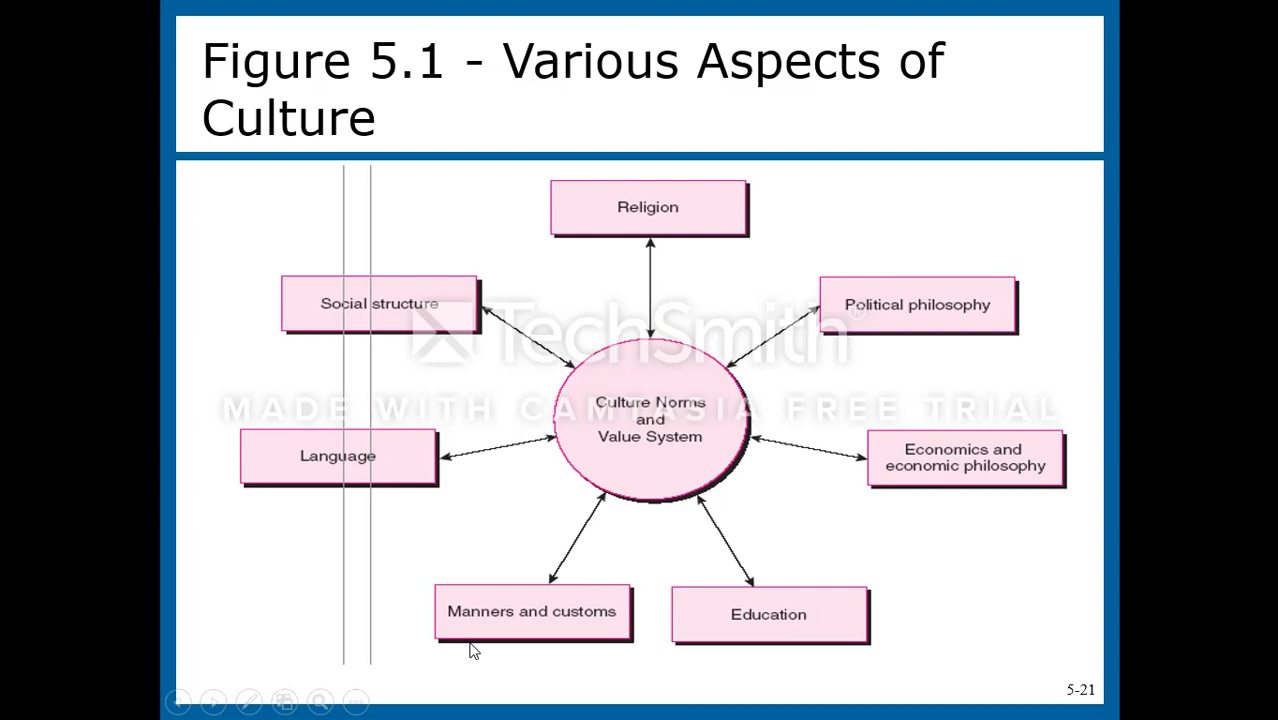 Figure 5.1 - Various Aspects of
Culture
Religion
Social structure
Political philosophy
TechSmith
MADE WITH CAMTASIA FREE TRIAL
Culture Norms
and
Value System
Language
Economics and
economic philosophy
Manners and customs
Education
5-21